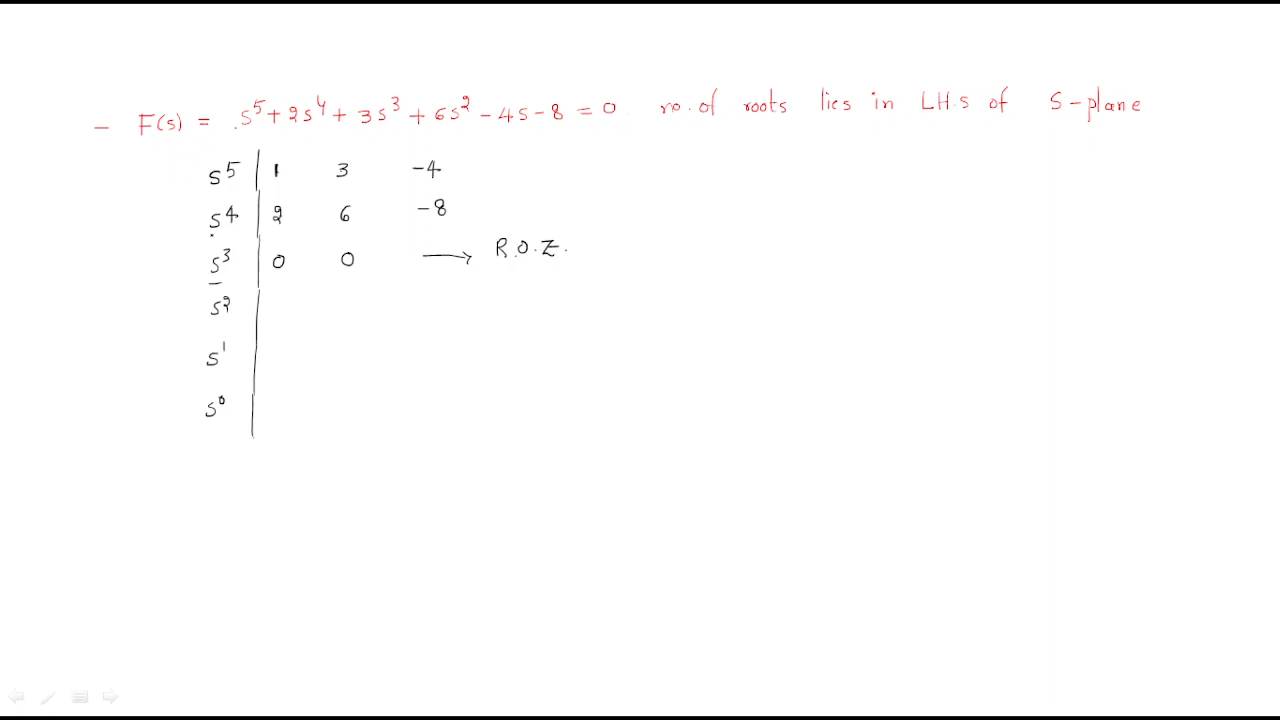 - F(s) = s⁵ + 2s⁴ + 3s³ + 6s² - 4s - 8 = 0 no. of roots lies in LH.S of S-plane
s⁵ | 1 3 -4
s⁴ | 2 6 -8
s³ | 0 0 → R.O.Z.
s² |
s¹ |
s⁰ |